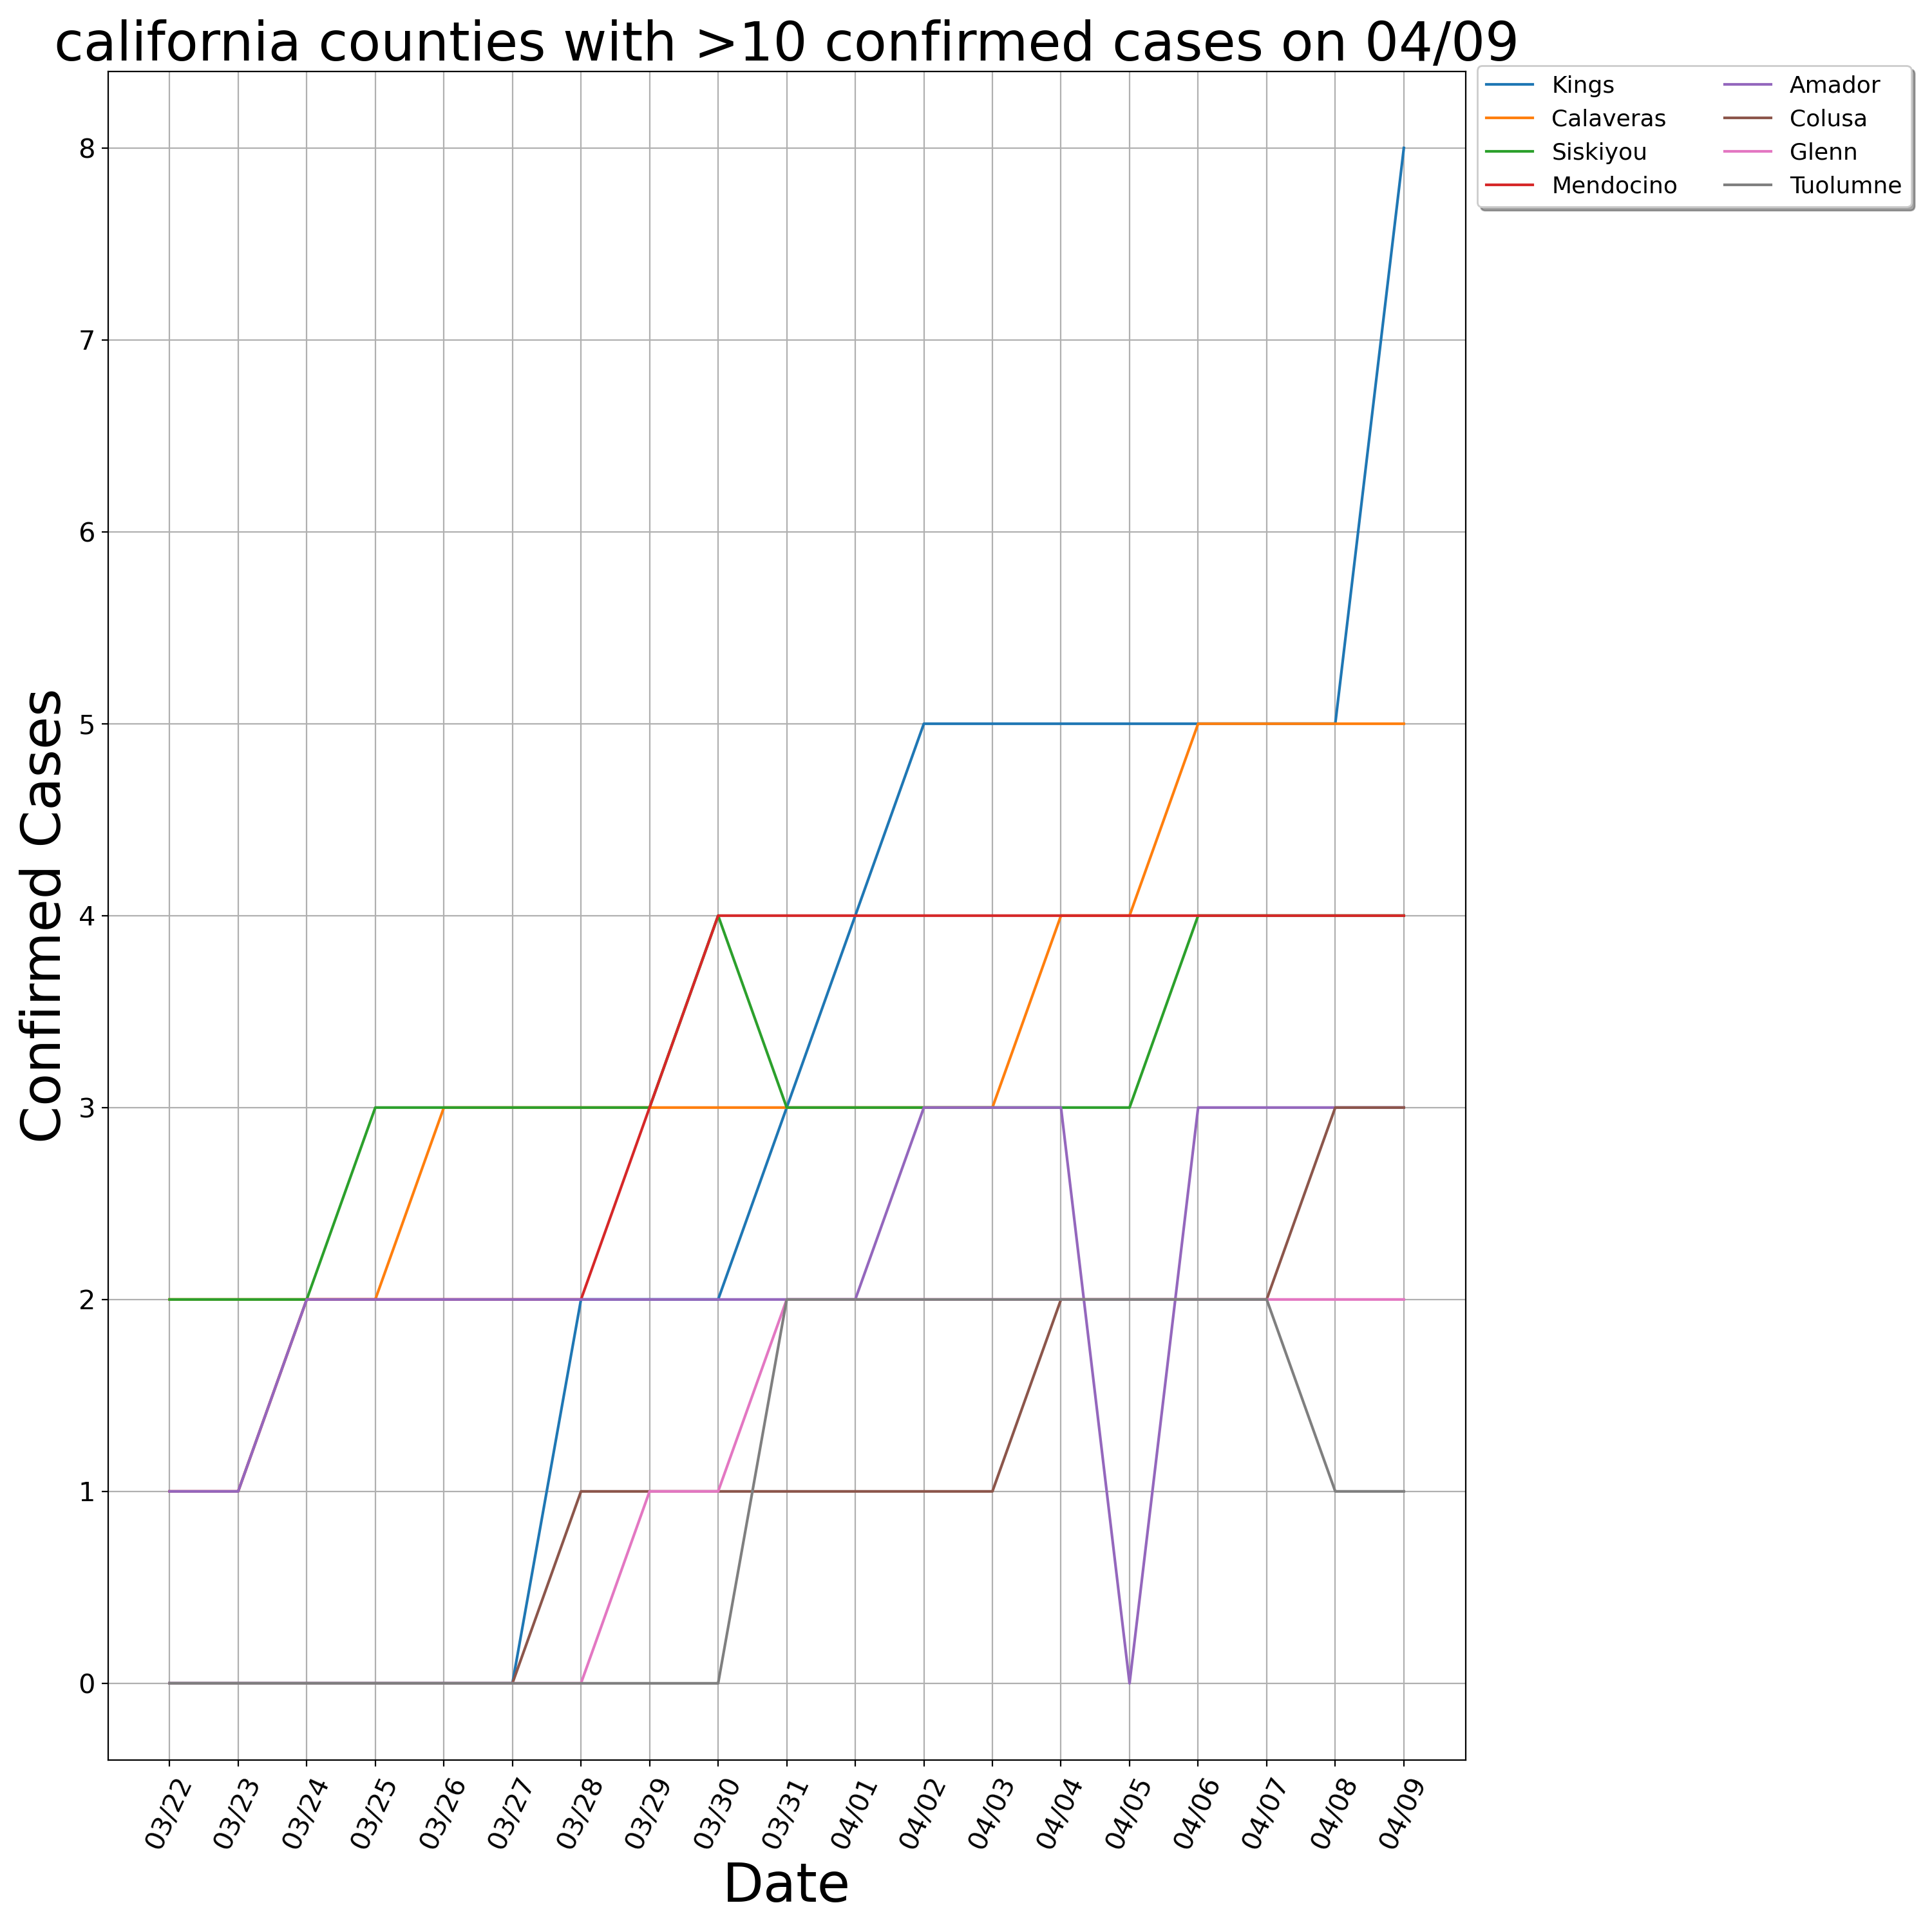 california counties with >10 confirmed cases on 04/09
Kings
Calaveras
Siskiyou
Mendocino
Amador
Colusa
Glenn
Tuolumne
Confirmed Cases
8
7
6
5
4
3
2
1
0
03/22
03/23
03/24
03/25
03/26
03/27
03/28
03/29
03/30
03/31
04/01
04/02
04/03
04/04
04/05
04/06
04/07
04/08
04/09
Date